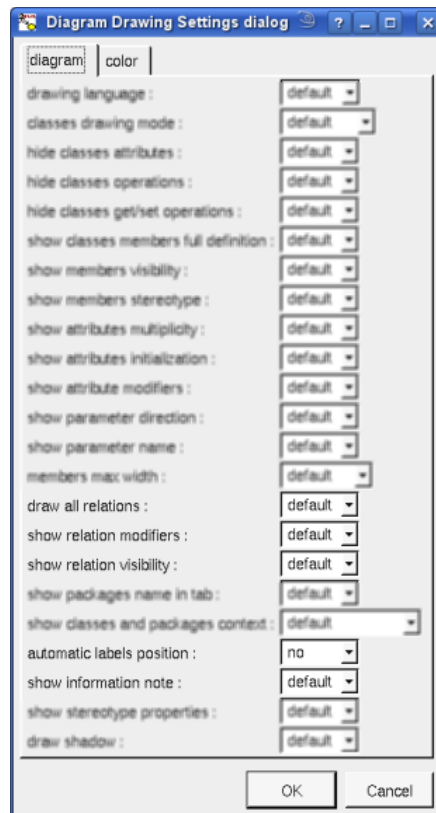 Diagram Drawing Settings dialog
diagram color
drawing language : default
classes drawing mode : default
hide classes attributes : default
hide classes operations : default
hide classes get/set operations : default
show classes members full definition : default
show members visibility : default
show members stereotype : default
show attributes multiplicity : default
show attributes initialization : default
show attribute modifiers : default
show parameter direction : default
show parameter name : default
members max width : default
draw all relations : default
show relation modifiers : default
show relation visibility : default
show packages name in tab : default
show classes and packages context : default
automatic labels position : no
show information note : default
show stereotype properties : default
draw shadow : default
OK Cancel